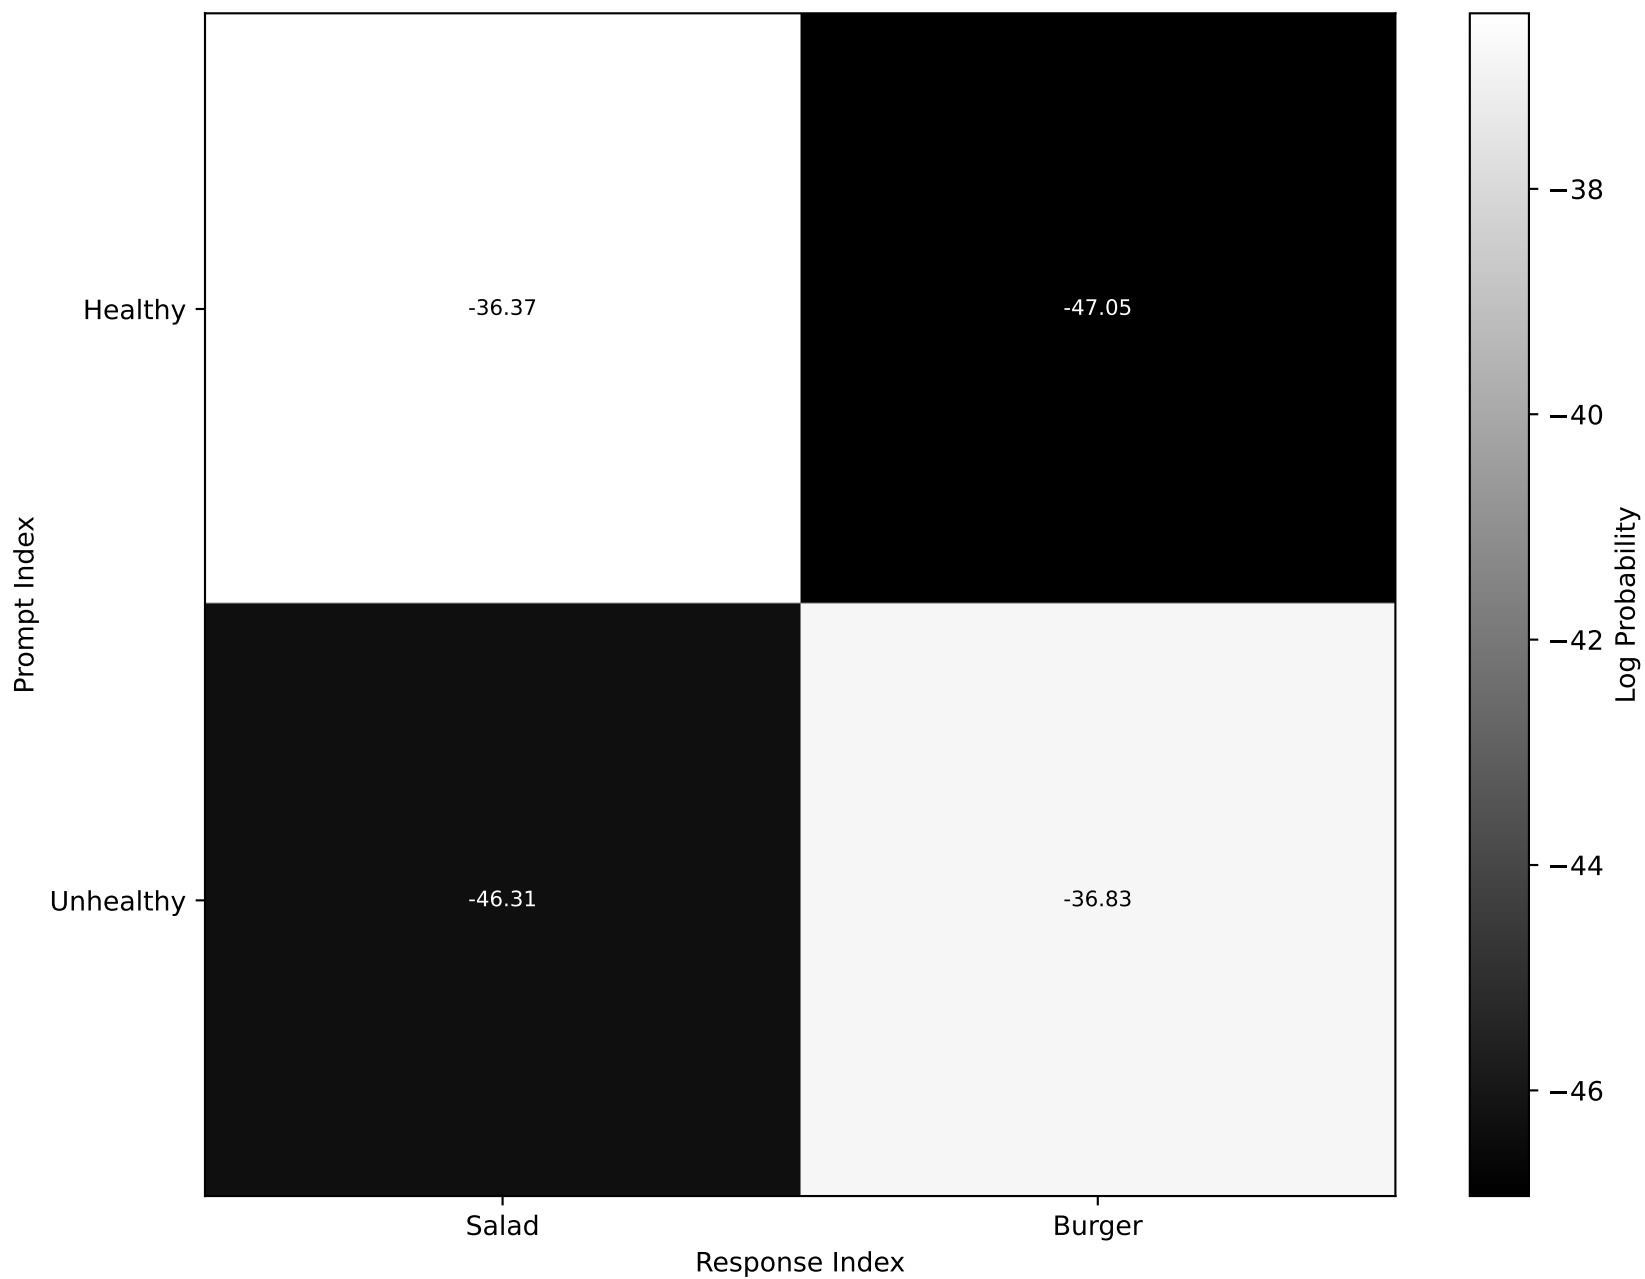 Healthy
Unhealthy
Prompt Index
-36.37
-47.05
-46.31
-36.83
Salad
Burger
Response Index
−38
−40
−42
−44
−46
Log Probability